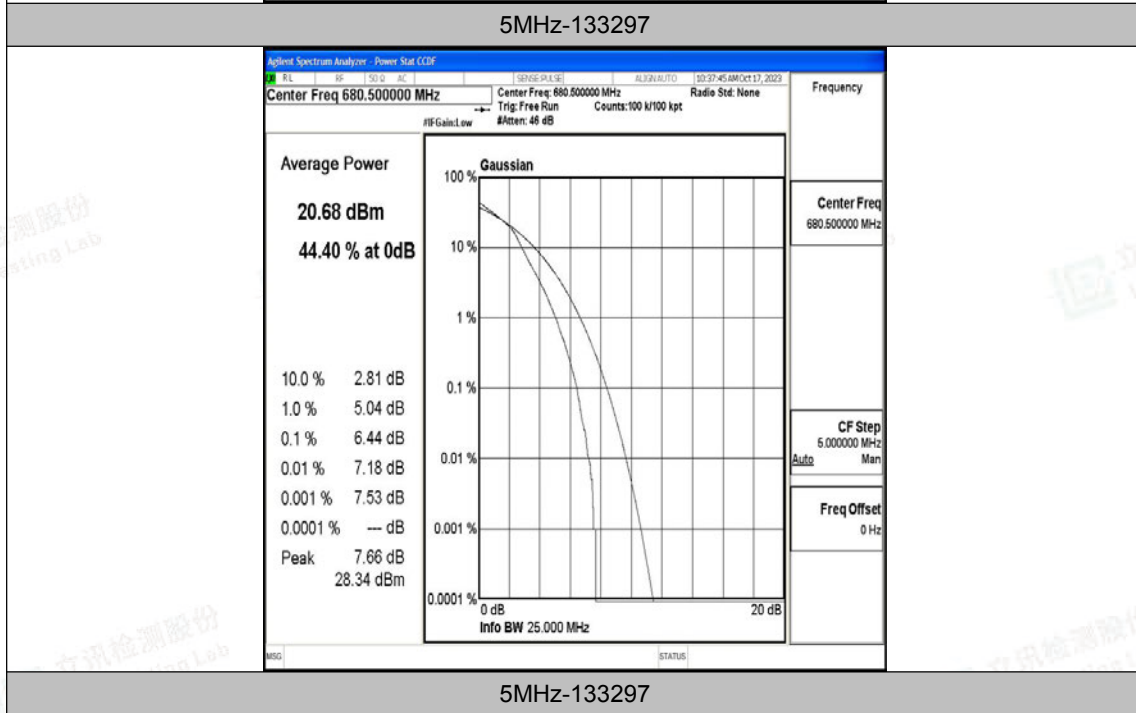 5MHz-133297
Agilent Spectrum Analyzer - Power Stat CCDF
RL RF 50 Ω AC SENSE:PULSE ALIGN AUTO 10:37:45 AM Oct 17, 2023
Center Freq 680.500000 MHz
Center Freq: 680.500000 MHz Radio Std: None
Trig: Free Run Counts:100 k/100 kpt
#IFGain:Low #Atten: 46 dB
Frequency
Average Power
20.68 dBm
44.40 % at 0dB
10.0 % 2.81 dB
1.0 % 5.04 dB
0.1 % 6.44 dB
0.01 % 7.18 dB
0.001 % 7.53 dB
0.0001 % --- dB
Peak 7.66 dB
28.34 dBm
Gaussian
100 %
10 %
1 %
0.1 %
0.01 %
0.001 %
0.0001 %
0 dB 20 dB
Info BW 25.000 MHz
Center Freq
680.500000 MHz
CF Step
5.000000 MHz
Auto Man
Freq Offset
0 Hz
MSG STATUS
5MHz-133297
立讯检测股份